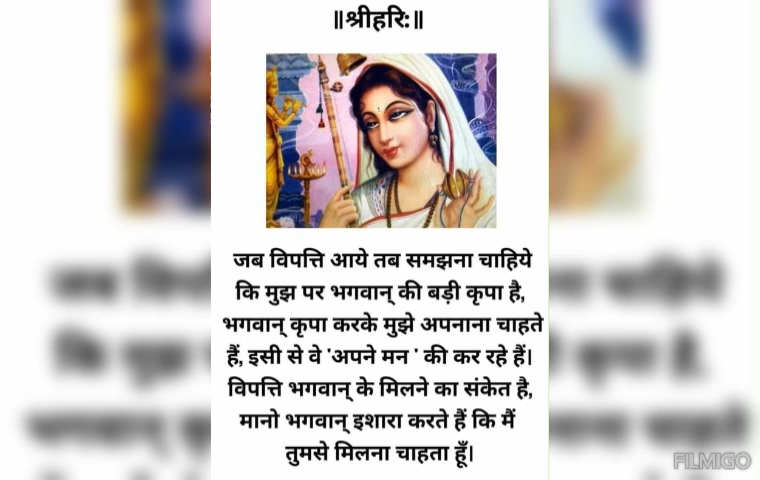 ॥श्रीहरि:॥
जब विपत्ति आये तब समझना चाहिये
कि मुझ पर भगवान् की बड़ी कृपा है,
भगवान् कृपा करके मुझे अपनाना चाहते
हैं, इसी से वे 'अपने मन ' की कर रहे हैं।
विपत्ति भगवान् के मिलने का संकेत है,
मानो भगवान् इशारा करते हैं कि मैं
तुमसे मिलना चाहता हूँ।
FILMIGO